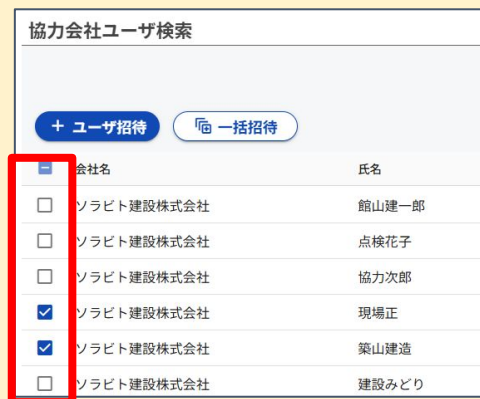 協力会社ユーザ検索
+ ユーザ招待 一括招待
会社名 氏名
ソラビト建設株式会社 館山建一郎
ソラビト建設株式会社 点検花子
ソラビト建設株式会社 協力次郎
ソラビト建設株式会社 現場正
ソラビト建設株式会社 築山建造
ソラビト建設株式会社 建設みどり